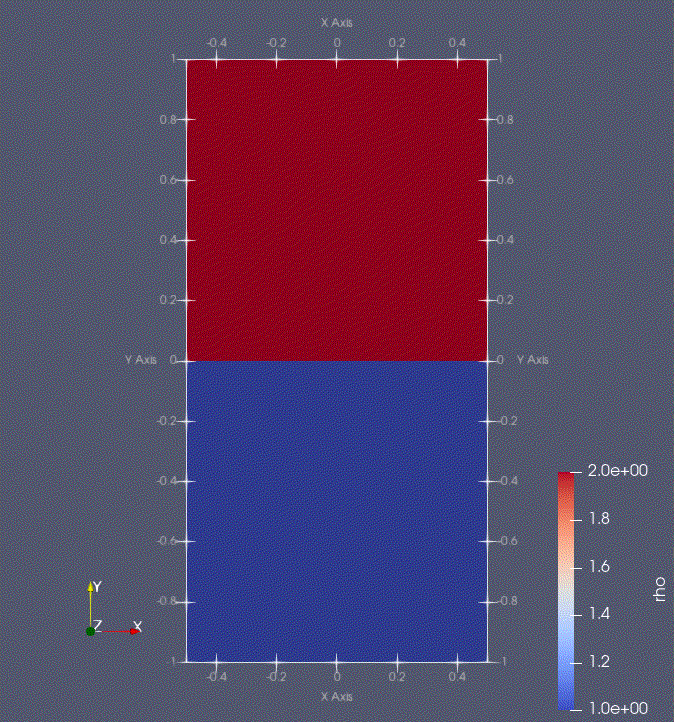 X Axis
-0.4 -0.2 0 0.2 0.4
1 1
0.8 0.8
0.6 0.6
0.4 0.4
0.2 0.2
Y Axis 0 0 Y Axis
-0.2 -0.2
-0.4 -0.4
-0.6 -0.6
-0.8 -0.8
-1 -1
-0.4 -0.2 0 0.2 0.4
X Axis
Y
Z X
2.0e+00
1.8
1.6
1.4
1.2
1.0e+00
rho